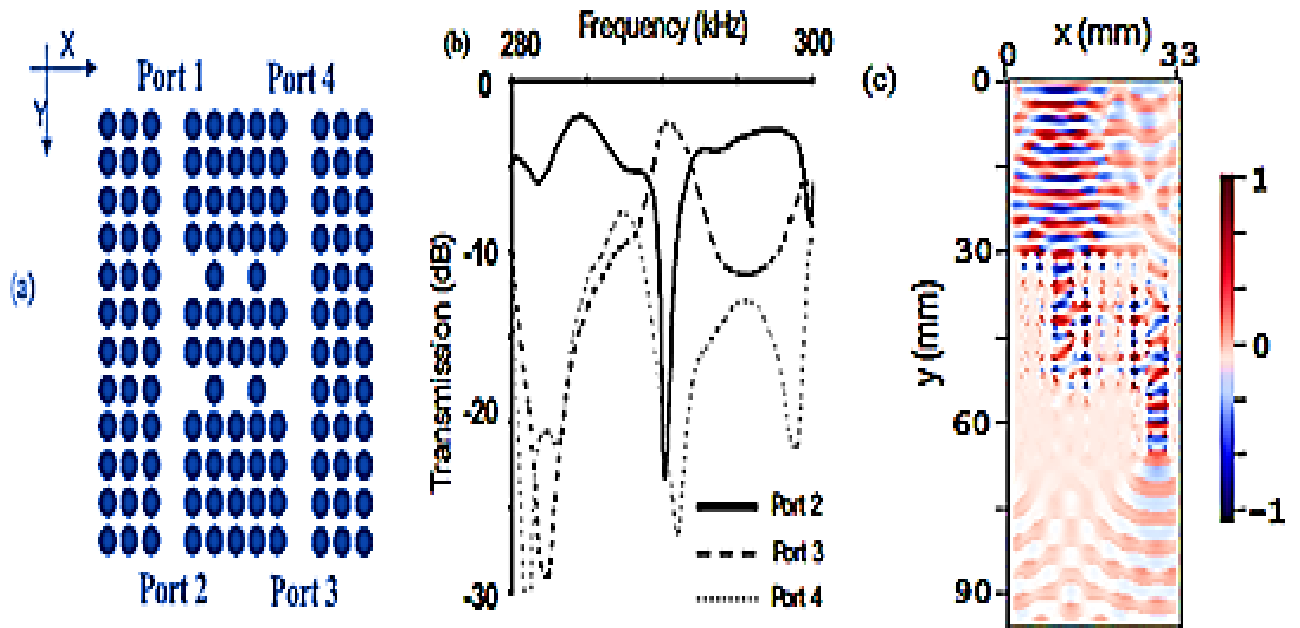 (a)
X
Y
Port 1 Port 4
Port 2 Port 3
(b)
Frequency (kHz)
280 300
0
-10
-20
-30
Transmission (dB)
Port 2
Port 3
Port 4
(c)
x (mm)
0 33
0
30
60
90
y (mm)
1
0
-1